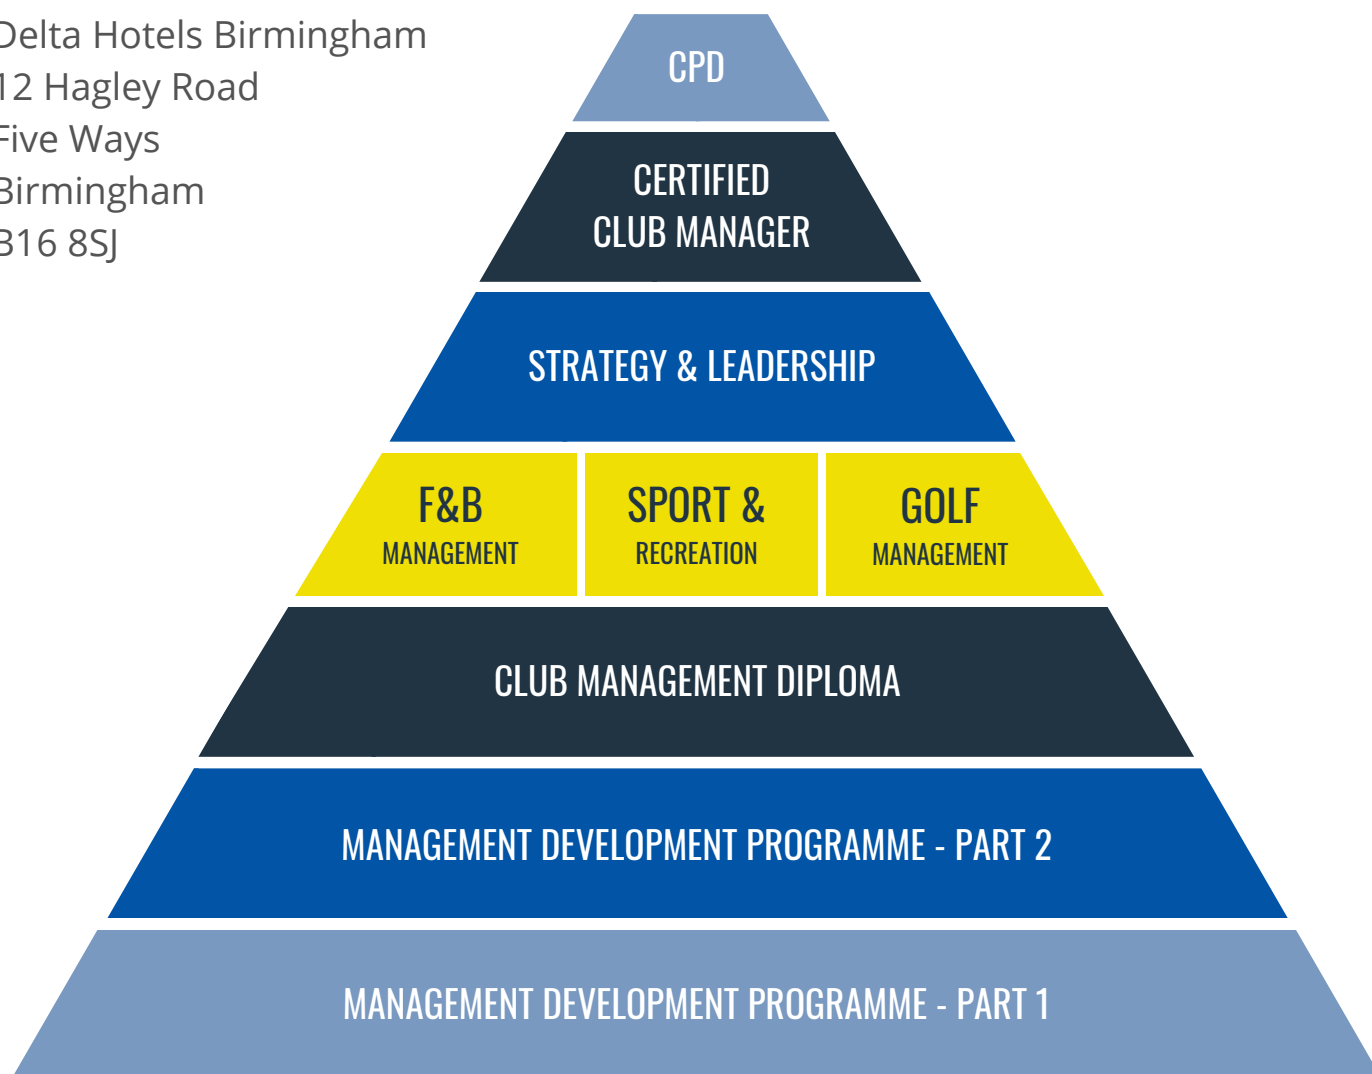 Delta Hotels Birmingham
12 Hagley Road
Five Ways
Birmingham
B16 8SJ
CPD
CERTIFIED
CLUB MANAGER
STRATEGY & LEADERSHIP
F&B
MANAGEMENT
SPORT &
RECREATION
GOLF
MANAGEMENT
CLUB MANAGEMENT DIPLOMA
MANAGEMENT DEVELOPMENT PROGRAMME - PART 2
MANAGEMENT DEVELOPMENT PROGRAMME - PART 1